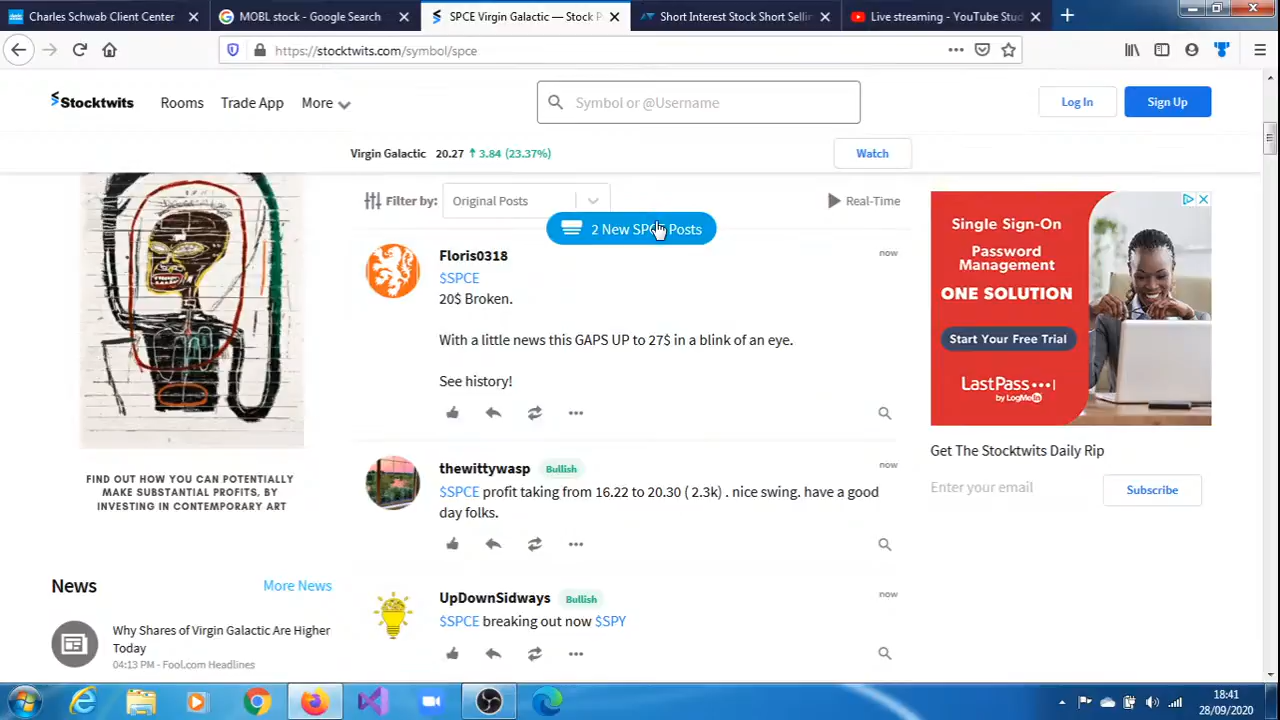 Charles Schwab Client Center
MOBL stock - Google Search
SPCE Virgin Galactic — Stock P
Short Interest Stock Short Sellin
Live streaming - YouTube Stud
https://stocktwits.com/symbol/spce
Stocktwits
Rooms
Trade App
More
Symbol or @Username
Log In
Sign Up
Virgin Galactic 20.27 3.84 (23.37%)
Watch
Filter by:
Original Posts
Real-Time
2 New Posts
Floris0318
now
$SPCE
20$ Broken.
With a little news this GAPS UP to 27$ in a blink of an eye.
See history!
thewittywasp Bullish
now
$SPCE profit taking from 16.22 to 20.30 ( 2.3k) . nice swing. have a good
day folks.
UpDownSidways Bullish
now
$SPCE breaking out now $SPY
FIND OUT HOW YOU CAN POTENTIALLY
MAKE SUBSTANTIAL PROFITS, BY
INVESTING IN CONTEMPORARY ART
News
More News
Why Shares of Virgin Galactic Are Higher
Today
04:13 PM - Fool.com Headlines
Single Sign-On
Password
Management
ONE SOLUTION
Start Your Free Trial
LastPass
by LogMeIn
Get The Stocktwits Daily Rip
Enter your email
Subscribe
18:41
28/09/2020